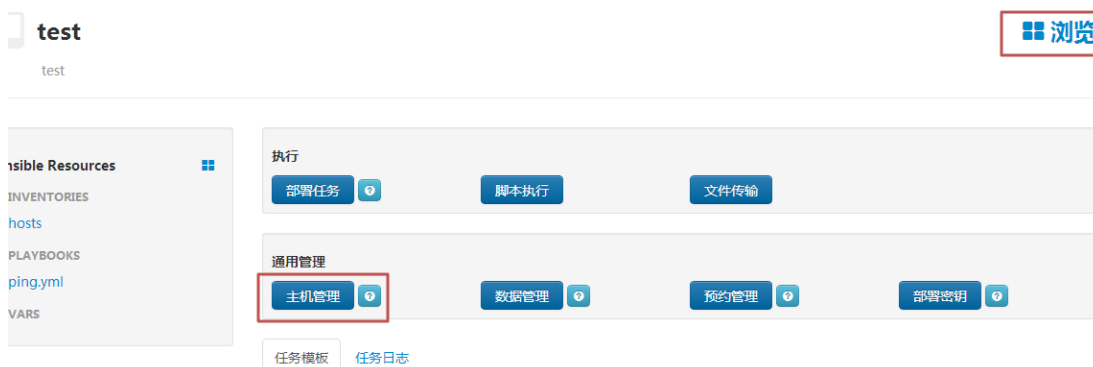 test
浏览
test
nsible Resources
INVENTORIES
hosts
PLAYBOOKS
ping.yml
VARS
执行
部署任务
脚本执行
文件传输
通用管理
主机管理
数据管理
预约管理
部署密钥
任务模板 任务日志